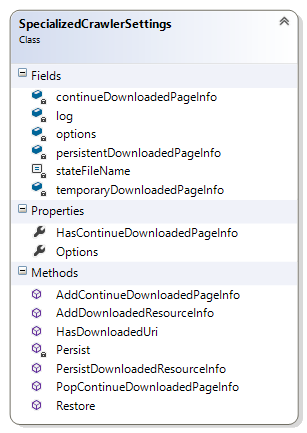 SpecializedCrawlerSettings
Class
Fields
continueDownloadedPageInfo
log
options
persistentDownloadedPageInfo
stateFileName
temporaryDownloadedPageInfo
Properties
HasContinueDownloadedPageInfo
Options
Methods
AddContinueDownloadedPageInfo
AddDownloadedResourceInfo
HasDownloadedUri
Persist
PersistDownloadedResourceInfo
PopContinueDownloadedPageInfo
Restore